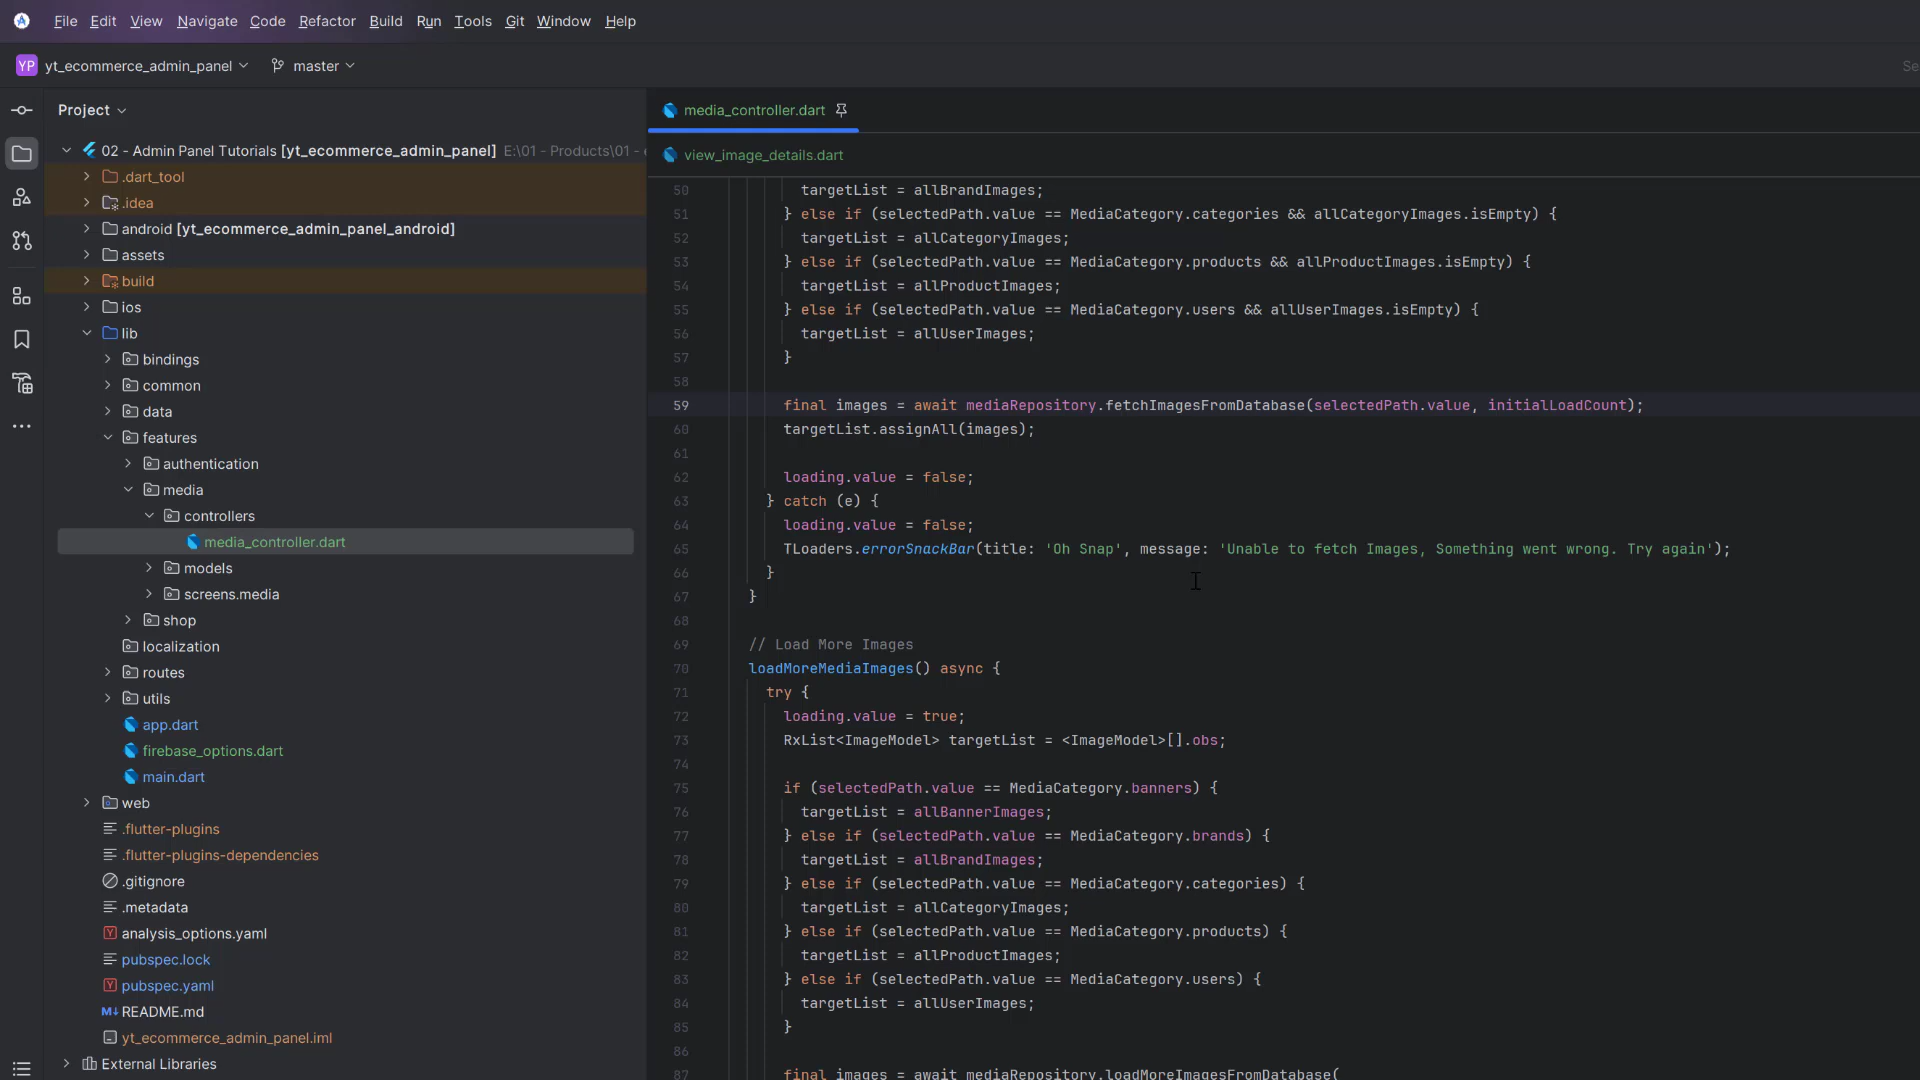 File Edit View Navigate Code Refactor Build Run Tools Git Window Help
YP yt_ecommerce_admin_panel master Se
Project
media_controller.dart
02 - Admin Panel Tutorials [yt_ecommerce_admin_panel] E:\01 - Products\01 -
.dart_tool
.idea
android [yt_ecommerce_admin_panel_android]
assets
build
ios
lib
bindings
common
data
features
authentication
media
controllers
media_controller.dart
models
screens.media
shop
localization
routes
utils
app.dart
firebase_options.dart
main.dart
web
.flutter-plugins
.flutter-plugins-dependencies
.gitignore
.metadata
analysis_options.yaml
pubspec.lock
pubspec.yaml
M↓ README.md
yt_ecommerce_admin_panel.iml
External Libraries
view_image_details.dart
50 targetList = allBrandImages;
51 } else if (selectedPath.value == MediaCategory.categories && allCategoryImages.isEmpty) {
52 targetList = allCategoryImages;
53 } else if (selectedPath.value == MediaCategory.products && allProductImages.isEmpty) {
54 targetList = allProductImages;
55 } else if (selectedPath.value == MediaCategory.users && allUserImages.isEmpty) {
56 targetList = allUserImages;
57 }
58
59 final images = await mediaRepository.fetchImagesFromDatabase(selectedPath.value, initialLoadCount);
60 targetList.assignAll(images);
61
62 loading.value = false;
63 } catch (e) {
64 loading.value = false;
65 TLoaders.errorSnackBar(title: 'Oh Snap', message: 'Unable to fetch Images, Something went wrong. Try again');
66 }
67 }
68
69 // Load More Images
70 loadMoreMediaImages() async {
71 try {
72 loading.value = true;
73 RxList<ImageModel> targetList = <ImageModel>[].obs;
74
75 if (selectedPath.value == MediaCategory.banners) {
76 targetList = allBannerImages;
77 } else if (selectedPath.value == MediaCategory.brands) {
78 targetList = allBrandImages;
79 } else if (selectedPath.value == MediaCategory.categories) {
80 targetList = allCategoryImages;
81 } else if (selectedPath.value == MediaCategory.products) {
82 targetList = allProductImages;
83 } else if (selectedPath.value == MediaCategory.users) {
84 targetList = allUserImages;
85 }
86
87 final images = await mediaRepository.loadMoreImagesFromDatabase(